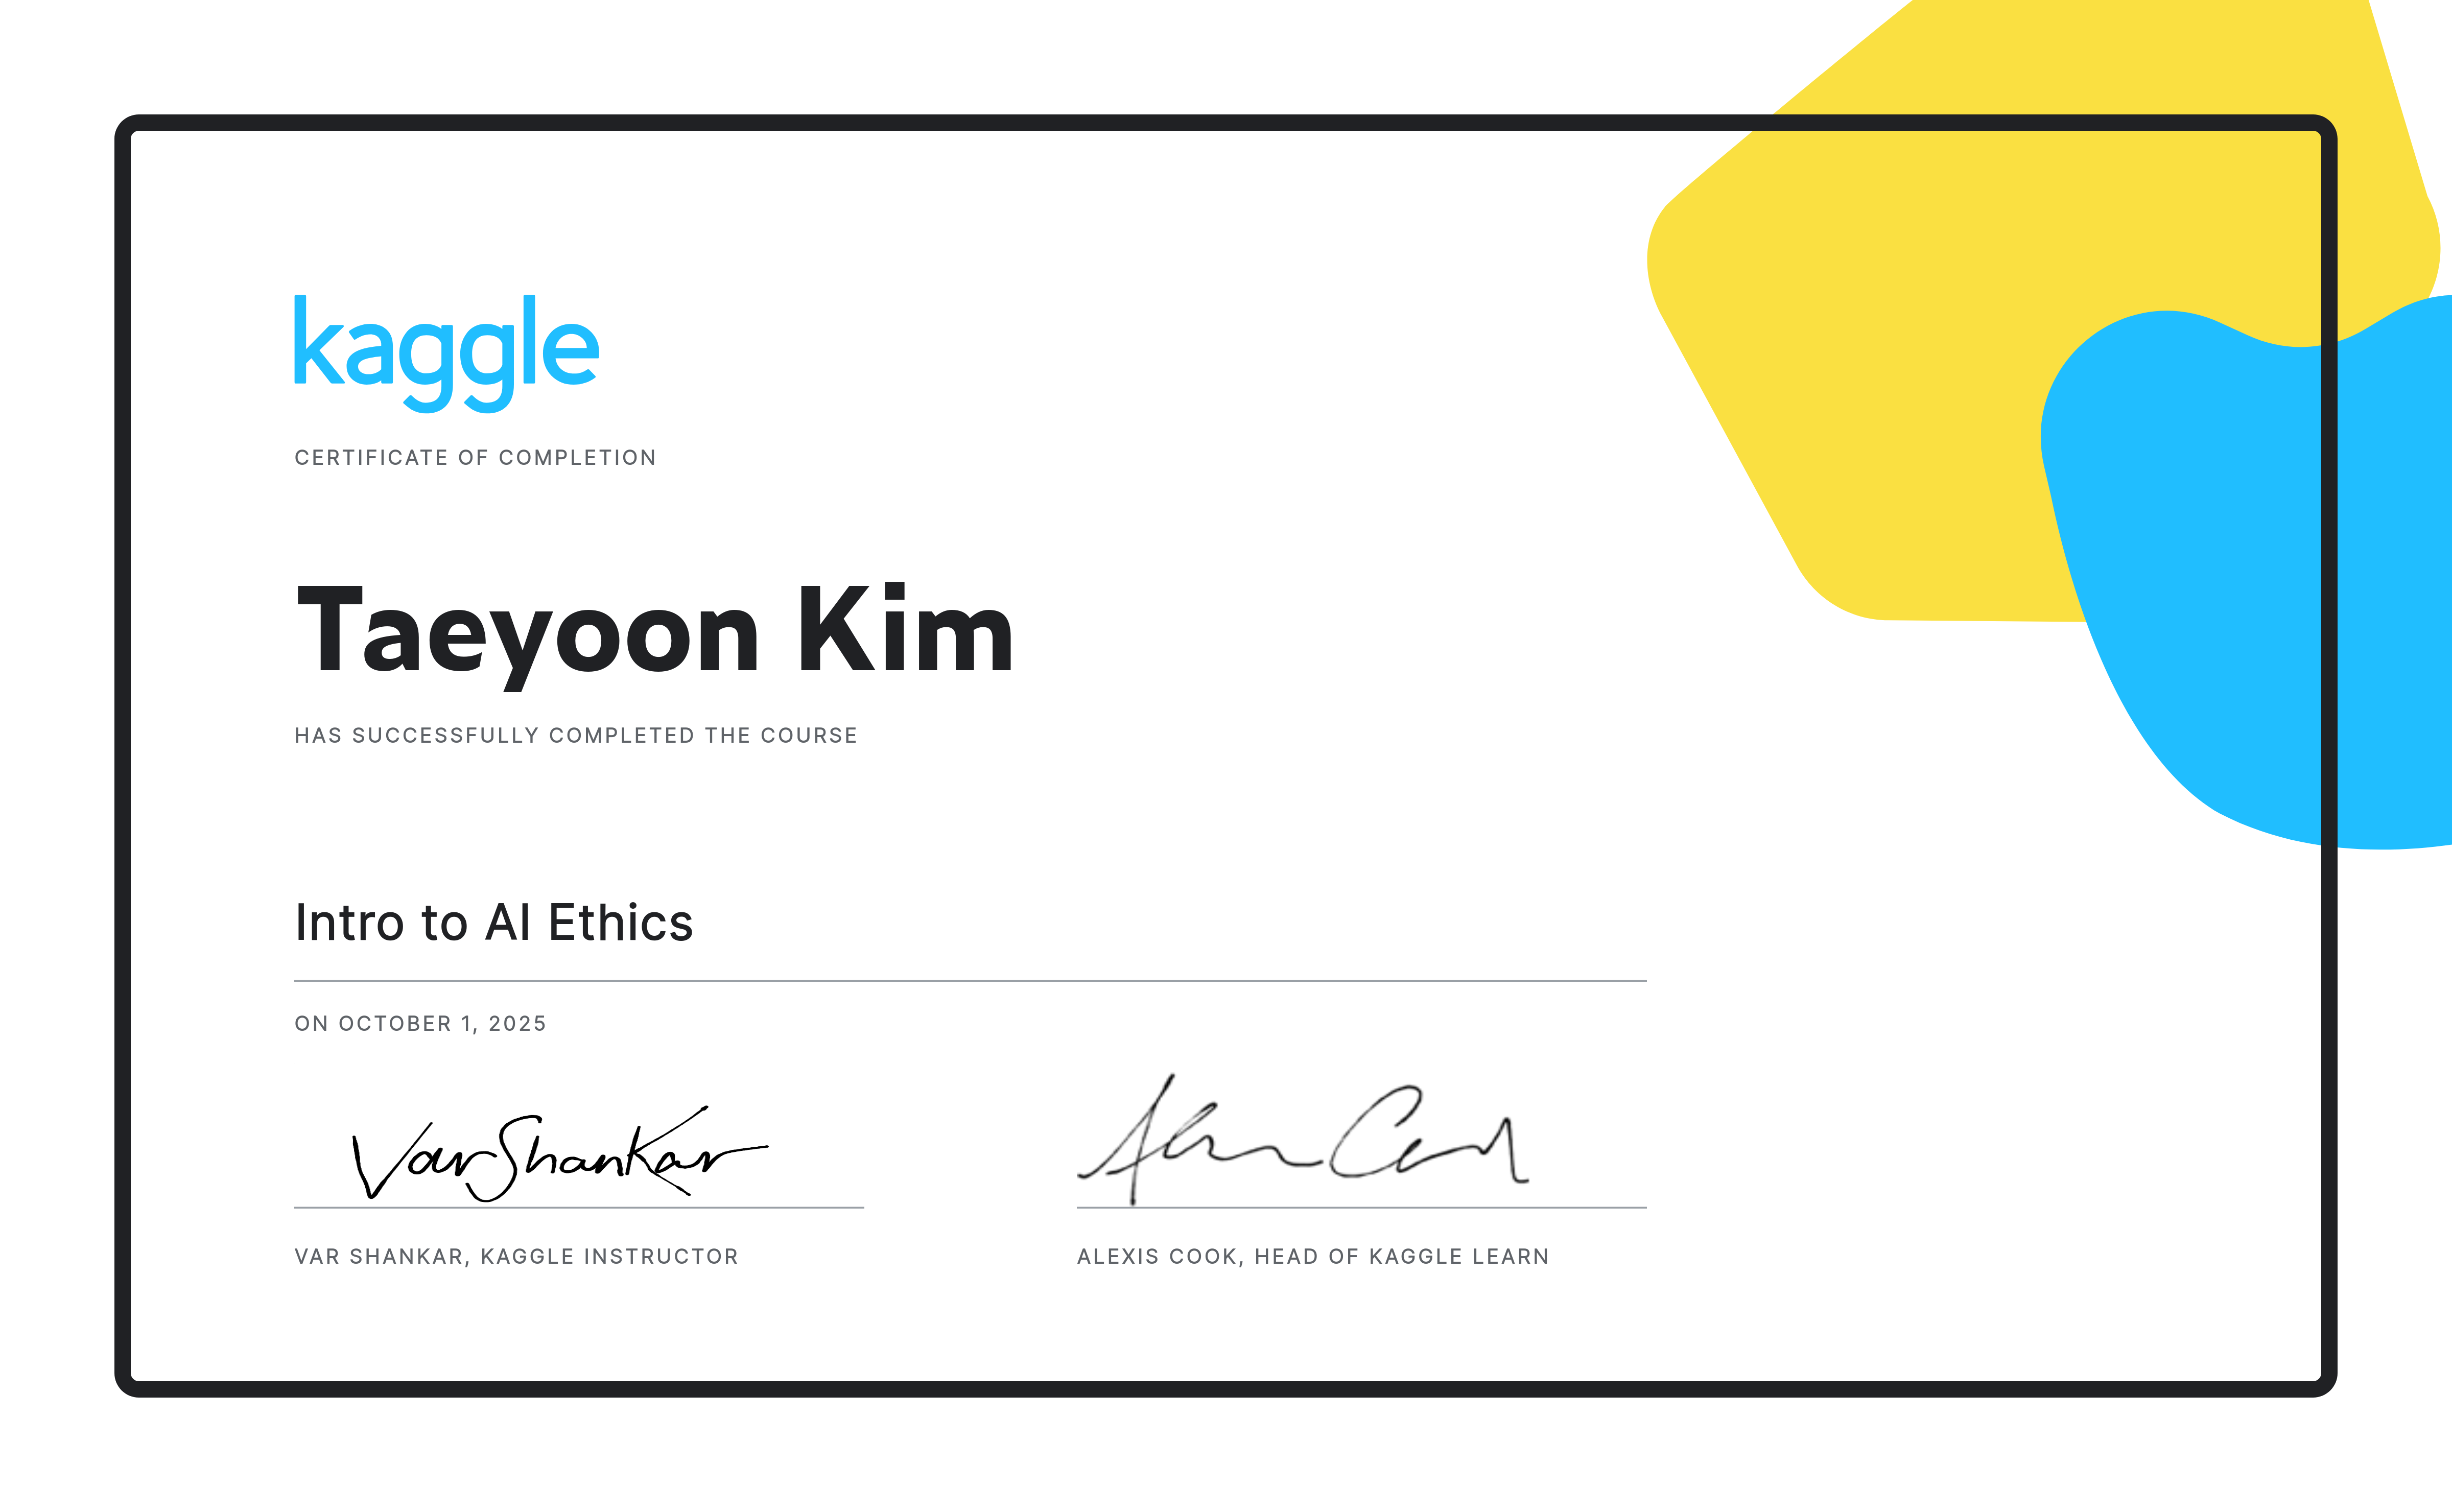 kaggle
CERTIFICATE OF COMPLETION
Taeyoon Kim
HAS SUCCESSFULLY COMPLETED THE COURSE
Intro to AI Ethics
ON OCTOBER 1, 2025
Var Shankar
VAR SHANKAR, KAGGLE INSTRUCTOR
ALEXIS COOK, HEAD OF KAGGLE LEARN